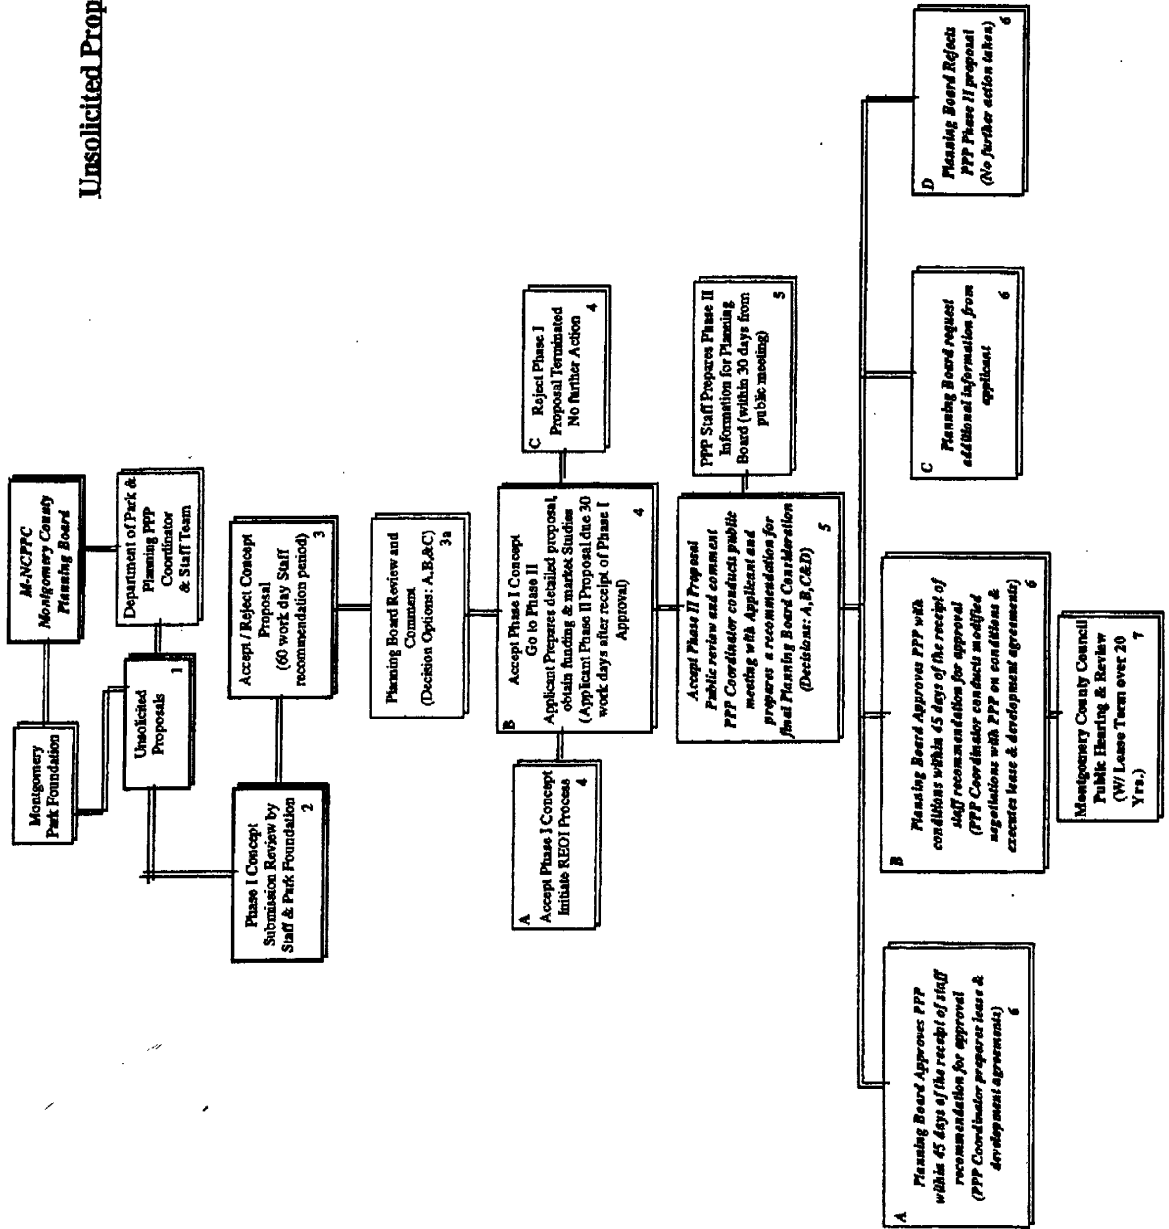 Unsolicited Prop
M-NCPPC
Montgomery County
Planning Board
Montgomery
Park Foundation
Department of Park &
Planning PPP
Coordinator
& Staff Team
Unsolicited
Proposals
1
Phase I Concept
Submission Review by
Staff & Park Foundation
2
Accept / Reject Concept
Proposal
(60 work day Staff
recommendation period)
3
Planning Board Review and
Comment
(Decision Options: A,B,&C)
3a
A
Accept Phase I Concept
Initiate REOI Process
4
Accept Phase I Concept
Go to Phase II
B
Applicant Prepares detailed proposal,
obtain funding & market Studies
(Applicant Phase II Proposal due 30
work days after receipt of Phase I
Approval)
4
C
Reject Phase I
Proposal Terminated
No further Action
4
Accept Phase II Proposal
Public review and comment
PPP Coordinator conducts public
meeting with Applicant and
prepares a recommendation for
final Planning Board Consideration
(Decisions: A,B,C&D)
5
PPP Staff Prepares Phase II
Information for Planning
Board (within 30 days from
public meeting)
5
A
Planning Board Approves PPP
within 45 days of the receipt of staff
recommendation for approval
(PPP Coordinator prepares lease &
development agreements)
6
B
Planning Board Approves PPP with
conditions within 45 days of the receipt of
staff recommendation for approval
(PPP Coordinator conducts modified
negotiations with PPP on conditions &
executes lease & development agreements)
6
C
Planning Board request
additional information from
applicant
6
D
Planning Board Rejects
PPP Phase II proposal
(No further action taken)
6
Montgomery County Council
Public Hearing & Review
(W/ Lease Term over 20
Yrs.)
7